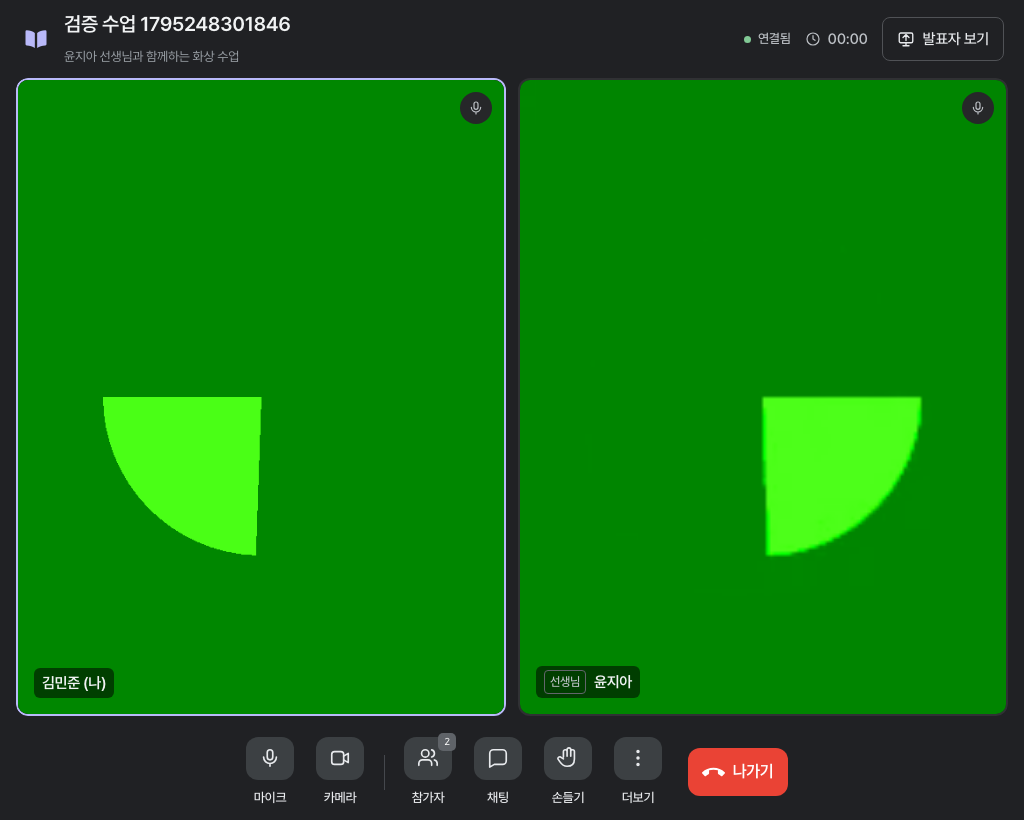 검증 수업 1795248301846
윤지아 선생님과 함께하는 화상 수업
연결됨
00:00
발표자 보기
김민준 (나)
선생님 윤지아
마이크
카메라
2
참가자
채팅
손들기
더보기
나가기